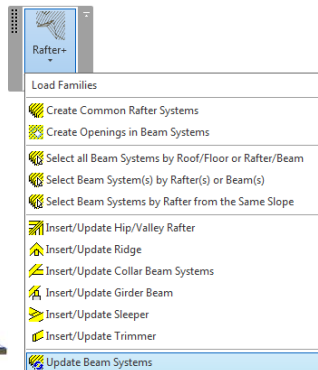 Rafter+
Load Families
Create Common Rafter Systems
Create Openings in Beam Systems
Select all Beam Systems by Roof/Floor or Rafter/Beam
Select Beam System(s) by Rafter(s) or Beam(s)
Select Beam Systems by Rafter from the Same Slope
Insert/Update Hip/Valley Rafter
Insert/Update Ridge
Insert/Update Collar Beam Systems
Insert/Update Girder Beam
Insert/Update Sleeper
Insert/Update Trimmer
Update Beam Systems